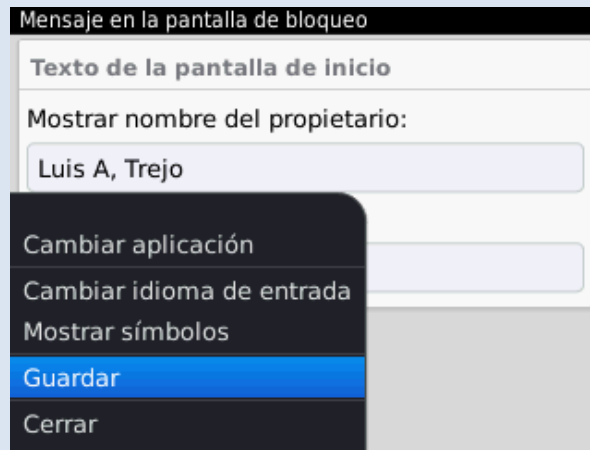 Mensaje en la pantalla de bloqueo
Texto de la pantalla de inicio
Mostrar nombre del propietario:
Luis A, Trejo
Cambiar aplicación
Cambiar idioma de entrada
Mostrar símbolos
Guardar
Cerrar